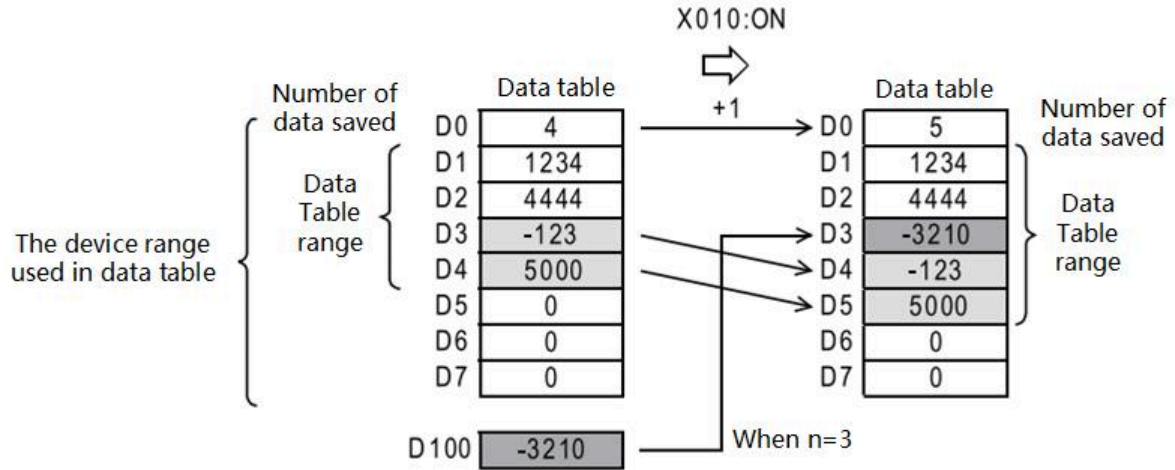 X010:ON
Data table
Data table
Number of
data saved
+1
Number of
data saved
D0 4
D0 5
D1 1234
D1 1234
D2 4444
D2 4444
D3 -123
D3 -3210
D4 5000
D4 -123
D5 0
D5 5000
D6 0
D6 0
D7 0
D7 0
Data
Table
range
Data
Table
range
The device range
used in data table
D100 -3210
When n=3